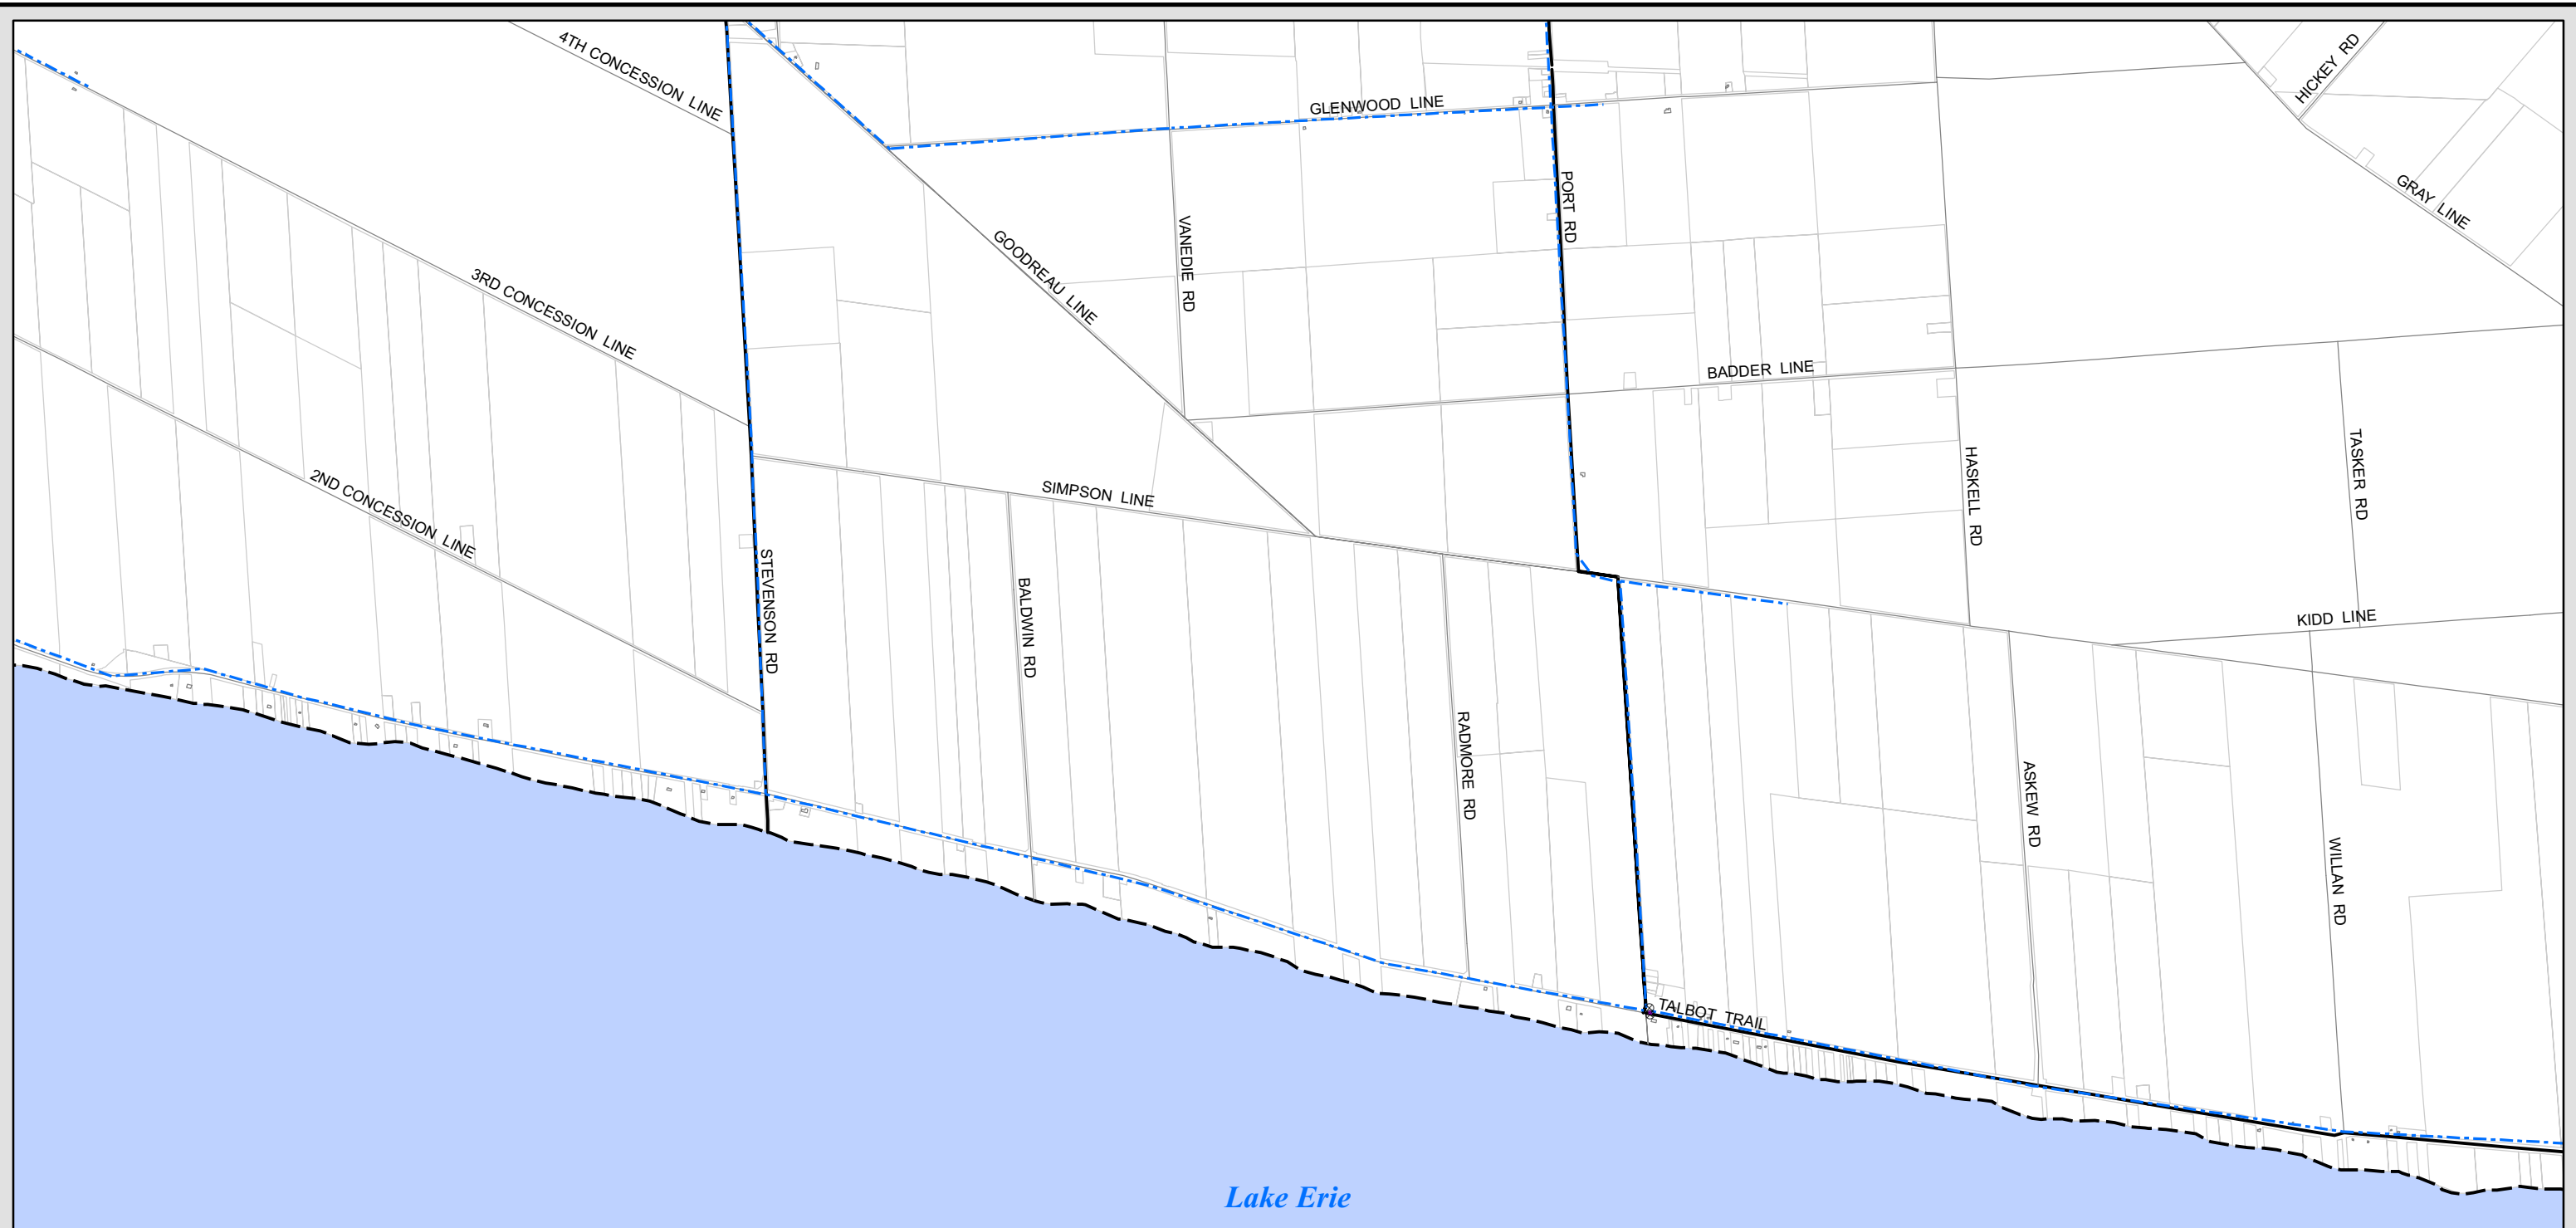 4TH CONCESSION LINE
HICKEY RD
GLENWOOD LINE
GRAY LINE
PORT RD
VANEDIE RD
GOODREAU LINE
3RD CONCESSION LINE
BADDER LINE
TASKER RD
HASKELL RD
2ND CONCESSION LINE
SIMPSON LINE
STEVENSON RD
BALDWIN RD
KIDD LINE
RADMORE RD
ASKEW RD
WILLAN RD
TALBOT TRAIL
Lake Erie